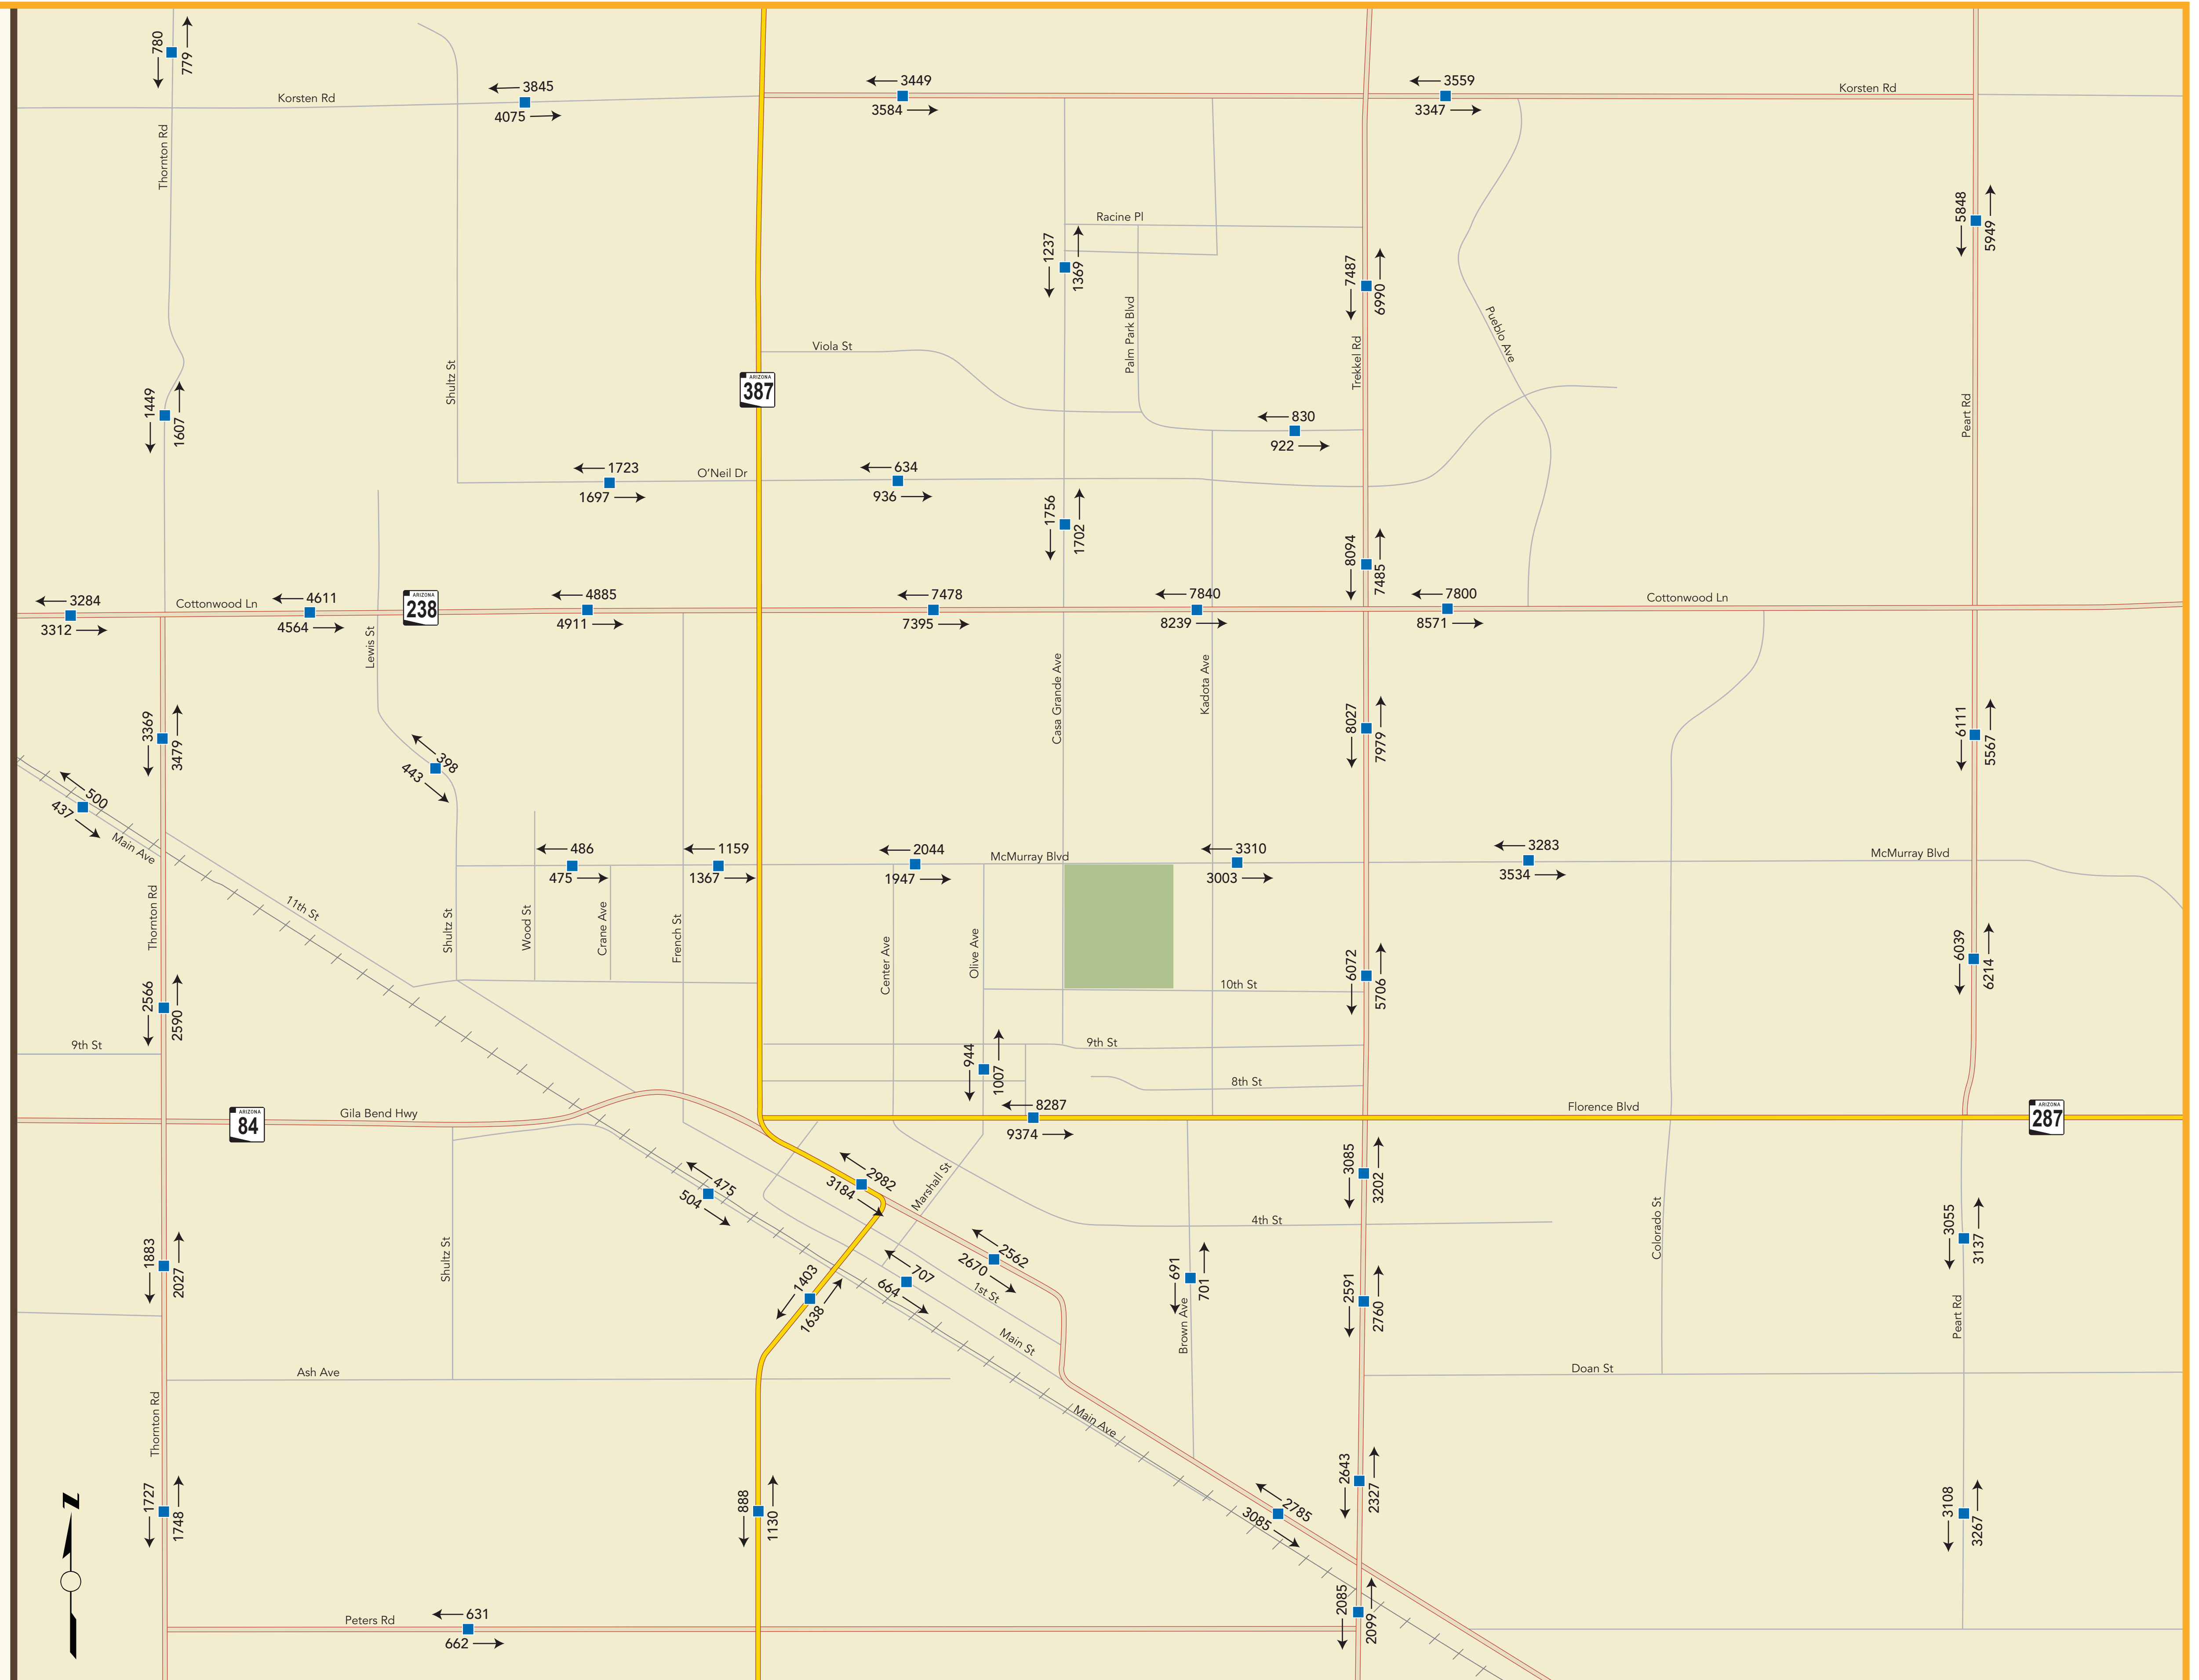 780
779
Korsten Rd
3845
4075
3449
3584
3559
3347
Korsten Rd
Thornton Rd
Racine Pl
5848
5949
1237
1369
7487
6990
Palm Park Blvd
Pueblo Ave
Viola St
Trekkel Rd
Shultz St
ARIZONA
387
1449
1607
Peart Rd
830
922
1723
1697
O'Neil Dr
634
936
1756
1702
8094
7485
3284
3312
Cottonwood Ln
4611
4564
ARIZONA
238
4885
4911
7478
7395
7840
8239
7800
8571
Cottonwood Ln
Lewis St
Casa Grande Ave
Kadota Ave
3369
3479
8027
7979
6111
5567
398
443
500
437
Main Ave
486
475
1159
1367
2044
1947
McMurray Blvd
3310
3003
3283
3534
McMurray Blvd
Thornton Rd
11th St
Shultz St
Wood St
Crane Ave
French St
Center Ave
Olive Ave
6039
6214
6072
5706
10th St
2566
2590
9th St
944
1007
9th St
8th St
ARIZONA
84
Gila Bend Hwy
8287
9374
Florence Blvd
ARIZONA
287
2982
3184
Marshall St
3085
3202
475
504
4th St
Colorado St
3055
3137
Shultz St
1883
2027
2562
2670
707
664
1st St
691
701
Brown Ave
2591
2760
1403
1638
Peart Rd
Main St
Ash Ave
Doan St
Thornton Rd
Main Ave
1727
1748
888
1130
2643
2327
2785
3085
3108
3267
N
2085
2099
Peters Rd
631
662